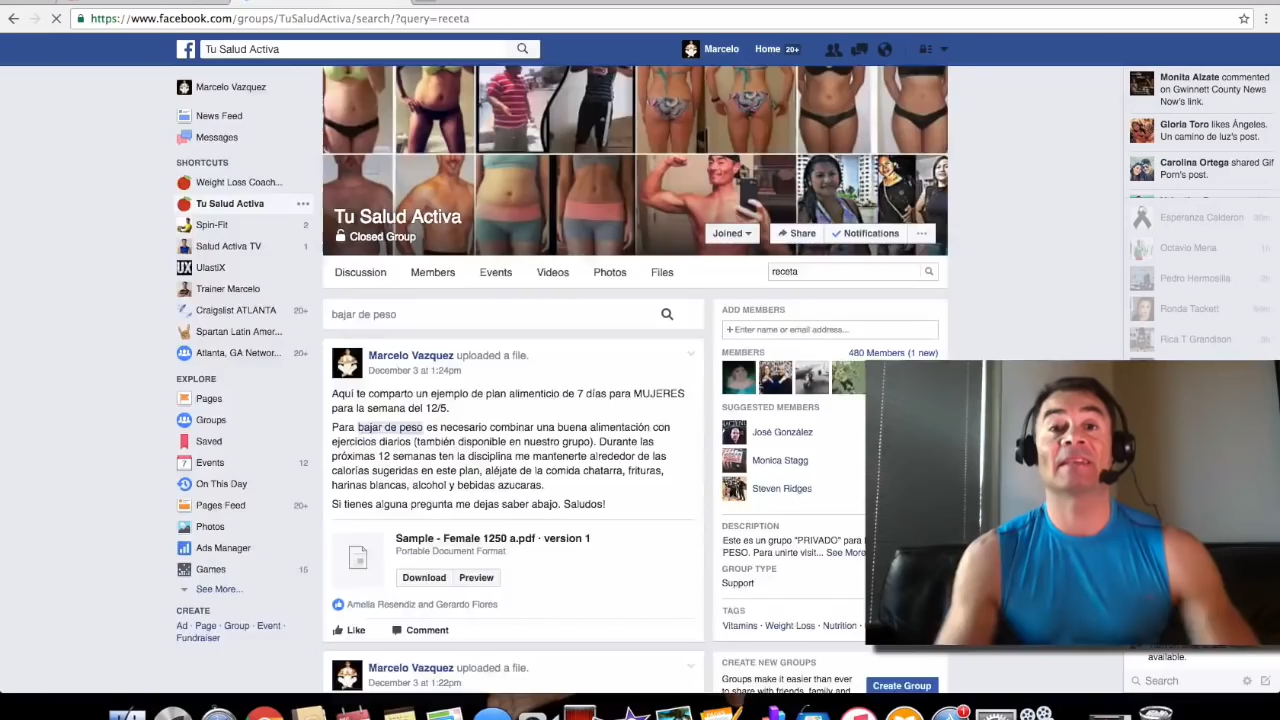 https://www.facebook.com/groups/TuSaludActiva/search/?query=receta
Tu Salud Activa
Marcelo
Home 20+
Marcelo Vazquez
News Feed
Messages
SHORTCUTS
Weight Loss Coach...
Tu Salud Activa
Spin-Fit 2
Salud Activa TV 1
UlastiX
Trainer Marcelo
Craigslist ATLANTA 20+
Spartan Latin Amer...
Atlanta, GA Networ... 20+
EXPLORE
Pages
Groups
Saved
Events
On This Day
Pages Feed 20+
Photos
Ads Manager
Games 15
See More...
CREATE
Ad · Page · Group · Event ·
Fundraiser
Tu Salud Activa
Closed Group
Joined
Share
Notifications
Discussion
Members
Events
Videos
Photos
Files
receta
bajar de peso
Marcelo Vazquez uploaded a file.
December 3 at 1:24pm
Aquí te comparto un ejemplo de plan alimenticio de 7 días para MUJERES
para la semana del 12/5.
Para bajar de peso es necesario combinar una buena alimentación con
ejercicios diarios (también disponible en nuestro grupo). Durante las
próximas 12 semanas ten la disciplina me mantenerte alrededor de las
calorías sugeridas en este plan, aléjate de la comida chatarra, frituras,
harinas blancas, alcohol y bebidas azucaras.
Si tienes alguna pregunta me dejas saber abajo. Saludos!
Sample - Female 1250 a.pdf · version 1
Portable Document Format
Download
Preview
Amelia Resendiz and Gerardo Flores
Like
Comment
Marcelo Vazquez uploaded a file.
December 3 at 1:22pm
ADD MEMBERS
+ Enter name or email address...
MEMBERS
480 Members (1 new)
SUGGESTED MEMBERS
José González
Monica Stagg
Steven Ridges
DESCRIPTION
Este es un grupo "PRIVADO" para
PESO. Para unirte visit... See More
GROUP TYPE
Support
TAGS
Vitamins · Weight Loss · Nutrition ·
CREATE NEW GROUPS
Groups make it easier than ever
to share with friends, family and
Create Group
Monita Alzate commented
on Gwinnett County News
Now's link.
Gloria Toro likes Ángeles.
Un camino de luz's post.
Carolina Ortega shared Gif
Porn's post.
Esperanza Calderon
Octavio Mena
Pedro Hermosilla
Ronda Tackett
Rica T Grandison
available.
Search